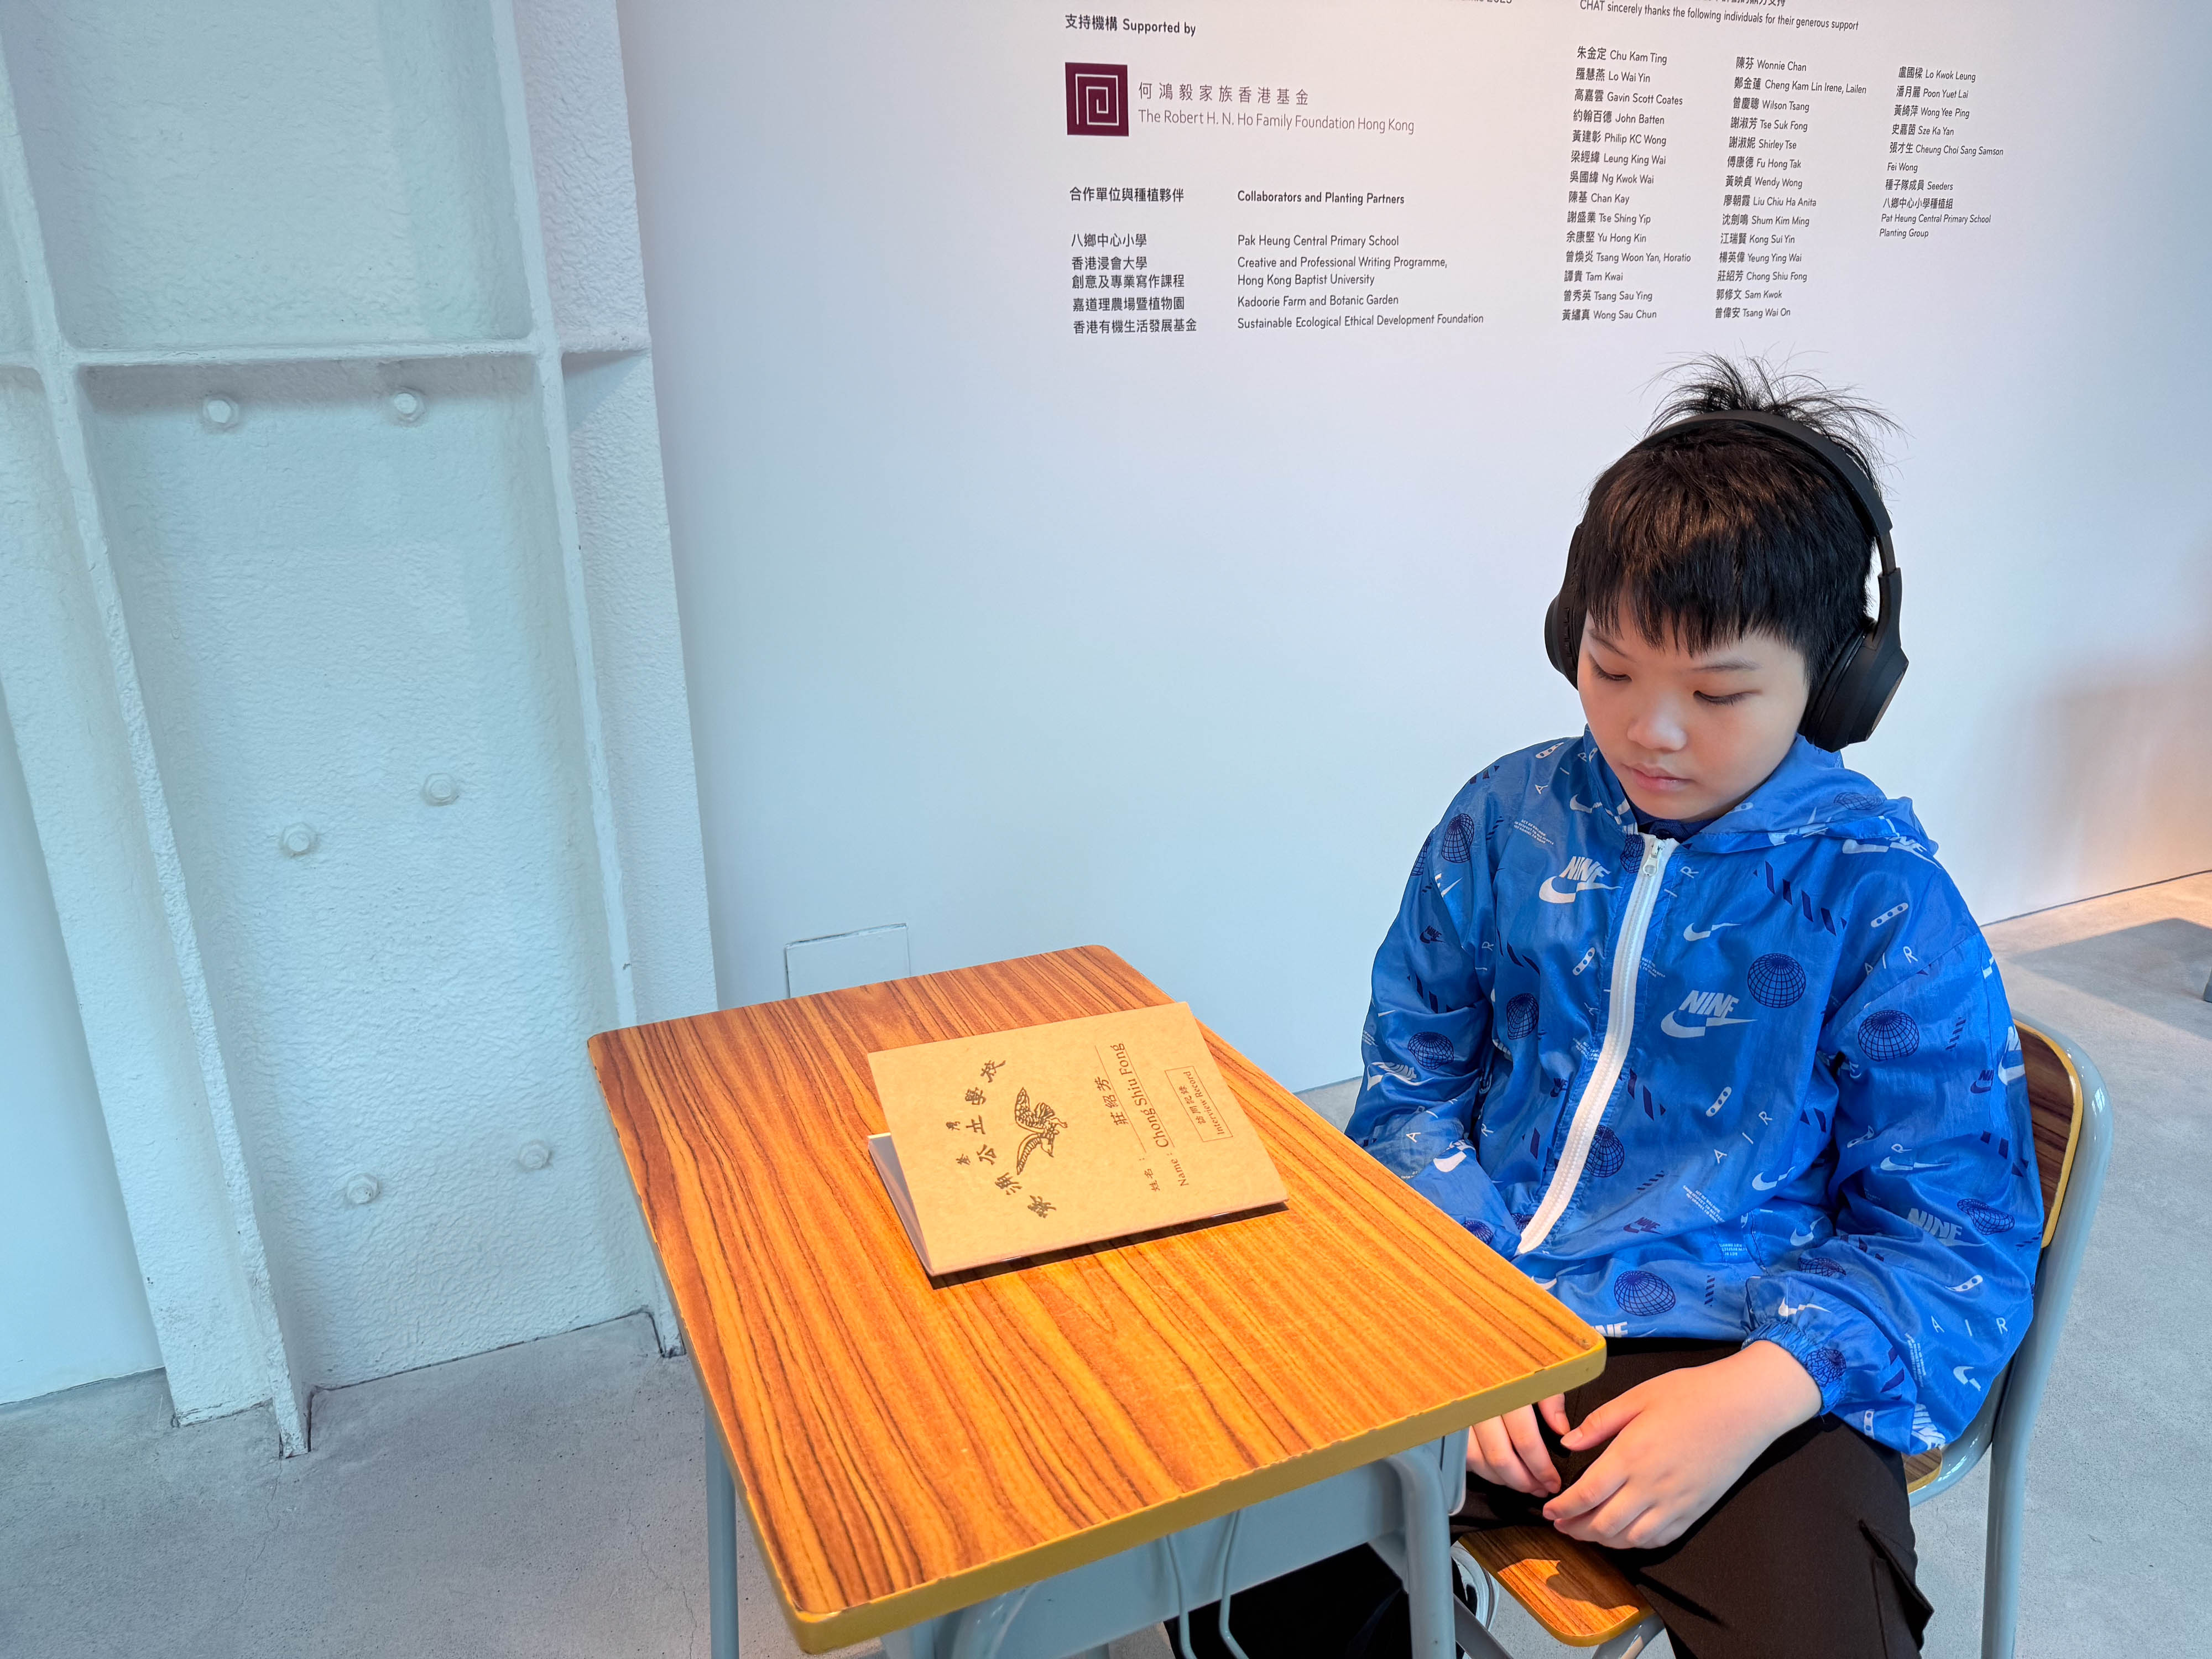 支持機構 Supported by
何鴻毅家族香港基金
The Robert H. N. Ho Family Foundation Hong Kong
合作單位與種植夥伴 Collaborators and Planting Partners
八鄉中心小學 Pak Heung Central Primary School
香港浸會大學 Creative and Professional Writing Programme,
創意及專業寫作課程 Hong Kong Baptist University
嘉道理農場暨植物園 Kadoorie Farm and Botanic Garden
香港有機生活發展基金 Sustainable Ecological Ethical Development Foundation
CHAT sincerely thanks the following individuals for their generous support
朱金定 Chu Kam Ting
羅慧燕 Lo Wai Yin
高嘉雲 Gavin Scott Coates
約翰百德 John Batten
黃建彰 Philip KC Wong
梁經緯 Leung King Wai
吳國緯 Ng Kwok Wai
陳基 Chan Kay
謝盛業 Tse Shing Yip
余康堅 Yu Hong Kin
曾煥炎 Tsang Woon Yan, Horatio
譚貴 Tam Kwai
曾秀英 Tsang Sau Ying
黃繡真 Wong Sau Chun
陳芬 Wonnie Chan
鄭金蓮 Cheng Kam Lin Irene, Lailen
曾慶聰 Wilson Tsang
謝淑芳 Tse Suk Fong
謝淑妮 Shirley Tse
傅康德 Fu Hong Tak
黃映貞 Wendy Wong
廖朝霞 Liu Chiu Ha Anita
沈劍鳴 Shum Kim Ming
江瑞賢 Kong Sui Yin
楊英偉 Yeung Ying Wai
莊紹芳 Chong Shiu Fong
郭修文 Sam Kwok
曾偉安 Tsang Wai On
盧國樑 Lo Kwok Leung
潘月麗 Poon Yuet Lai
黃綺萍 Wong Yee Ping
史嘉茵 Sze Ka Yan
張才生 Cheung Choi Sang Samson
Fei Wong
種子隊成員 Seeders
八鄉中心小學種植組
Pat Heung Central Primary School
Planting Group
姓名： 莊紹芳
Name: Chong Shiu Fong
Interview Record
NINE
NINE
AIR
AIR
NINE